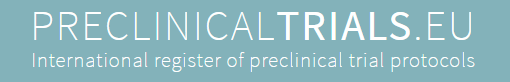 PRECLINICALTRIALS.EU
International register of preclinical trial protocols